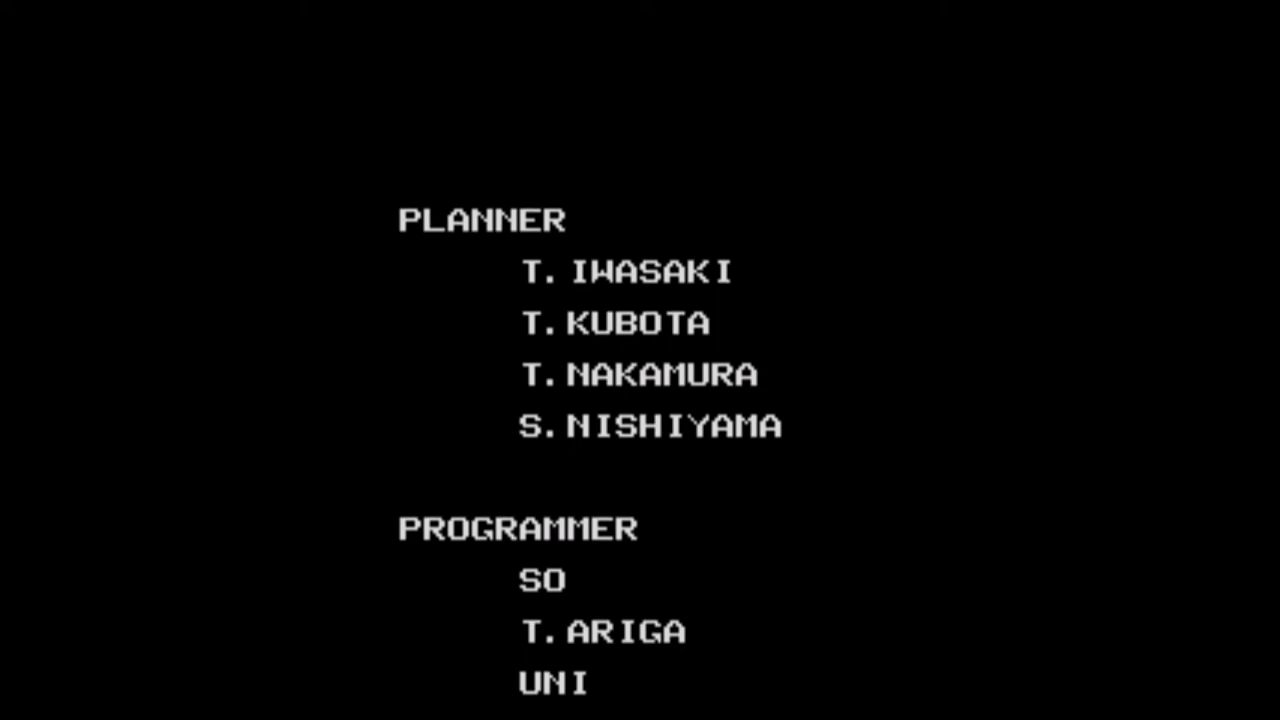 PLANNER
T. IWASAKI
T. KUBOTA
T. NAKAMURA
S. NISHIYAMA
PROGRAMMER
SO
T. ARIGA
UNI